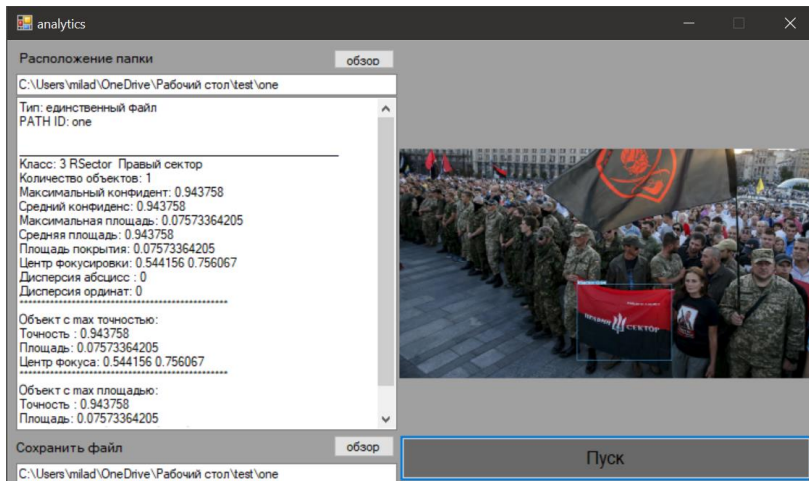 analytics
Расположение папки
обзор
C:\Users\milad\OneDrive\Рабочий стол\test\one
Тип: единственный файл
PATH ID: one
Класс: 3 RSector Правый сектор
Количество объектов: 1
Максимальный конфидент: 0.943758
Средний конфиденс: 0.943758
Максимальная площадь: 0.07573364205
Средняя площадь: 0.943758
Площадь покрытия: 0.07573364205
Центр фокусировки: 0.544156 0.756067
Дисперсия абсцисс : 0
Дисперсия ординат: 0
************************************************
Объект с max точностью:
Точность : 0.943758
Площадь: 0.07573364205
Центр фокуса: 0.544156 0.756067
************************************************
Объект с max площадью:
Точность : 0.943758
Площадь: 0.07573364205
ПРАВИЙ СЕКТОР
Сохранить файл
обзор
Пуск
C:\Users\milad\OneDrive\Рабочий стол\test\one